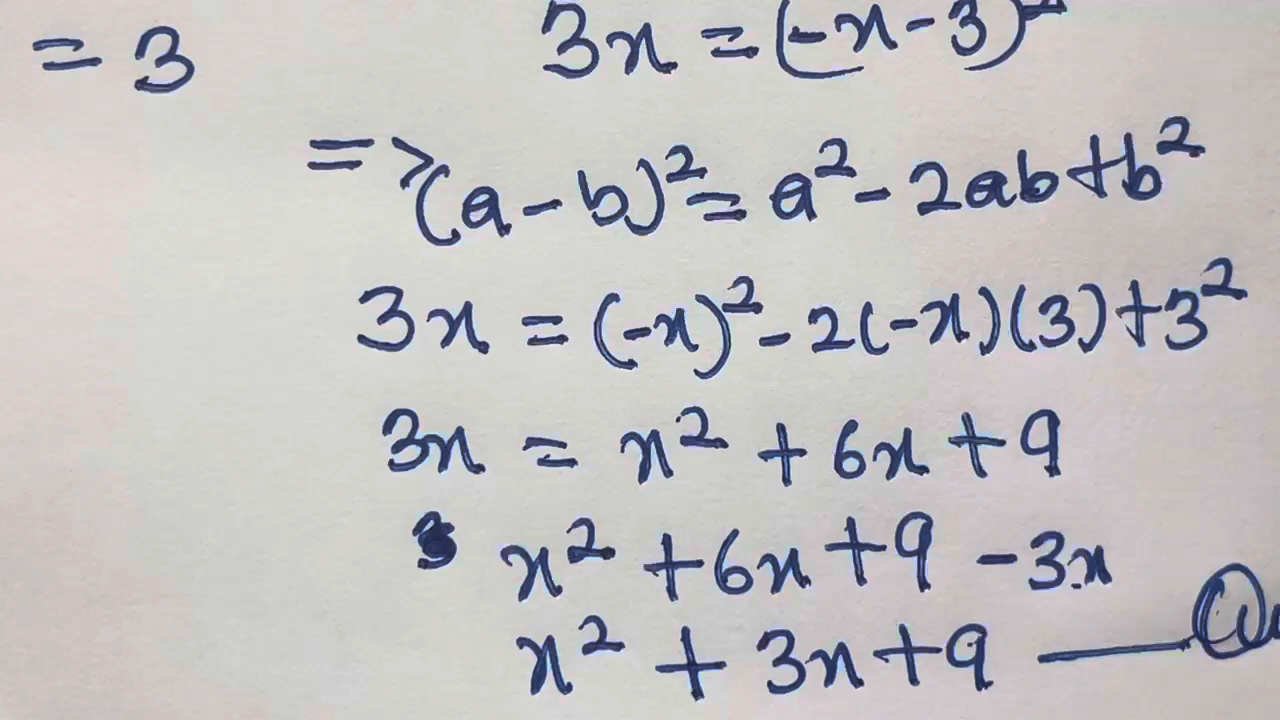 = 3 3x = (-x-3)²
=> (a-b)² = a² - 2ab + b²
3x = (-x)² - 2(-x)(3) + 3²
3x = x² + 6x + 9
x² + 6x + 9 - 3x
x² + 3x + 9